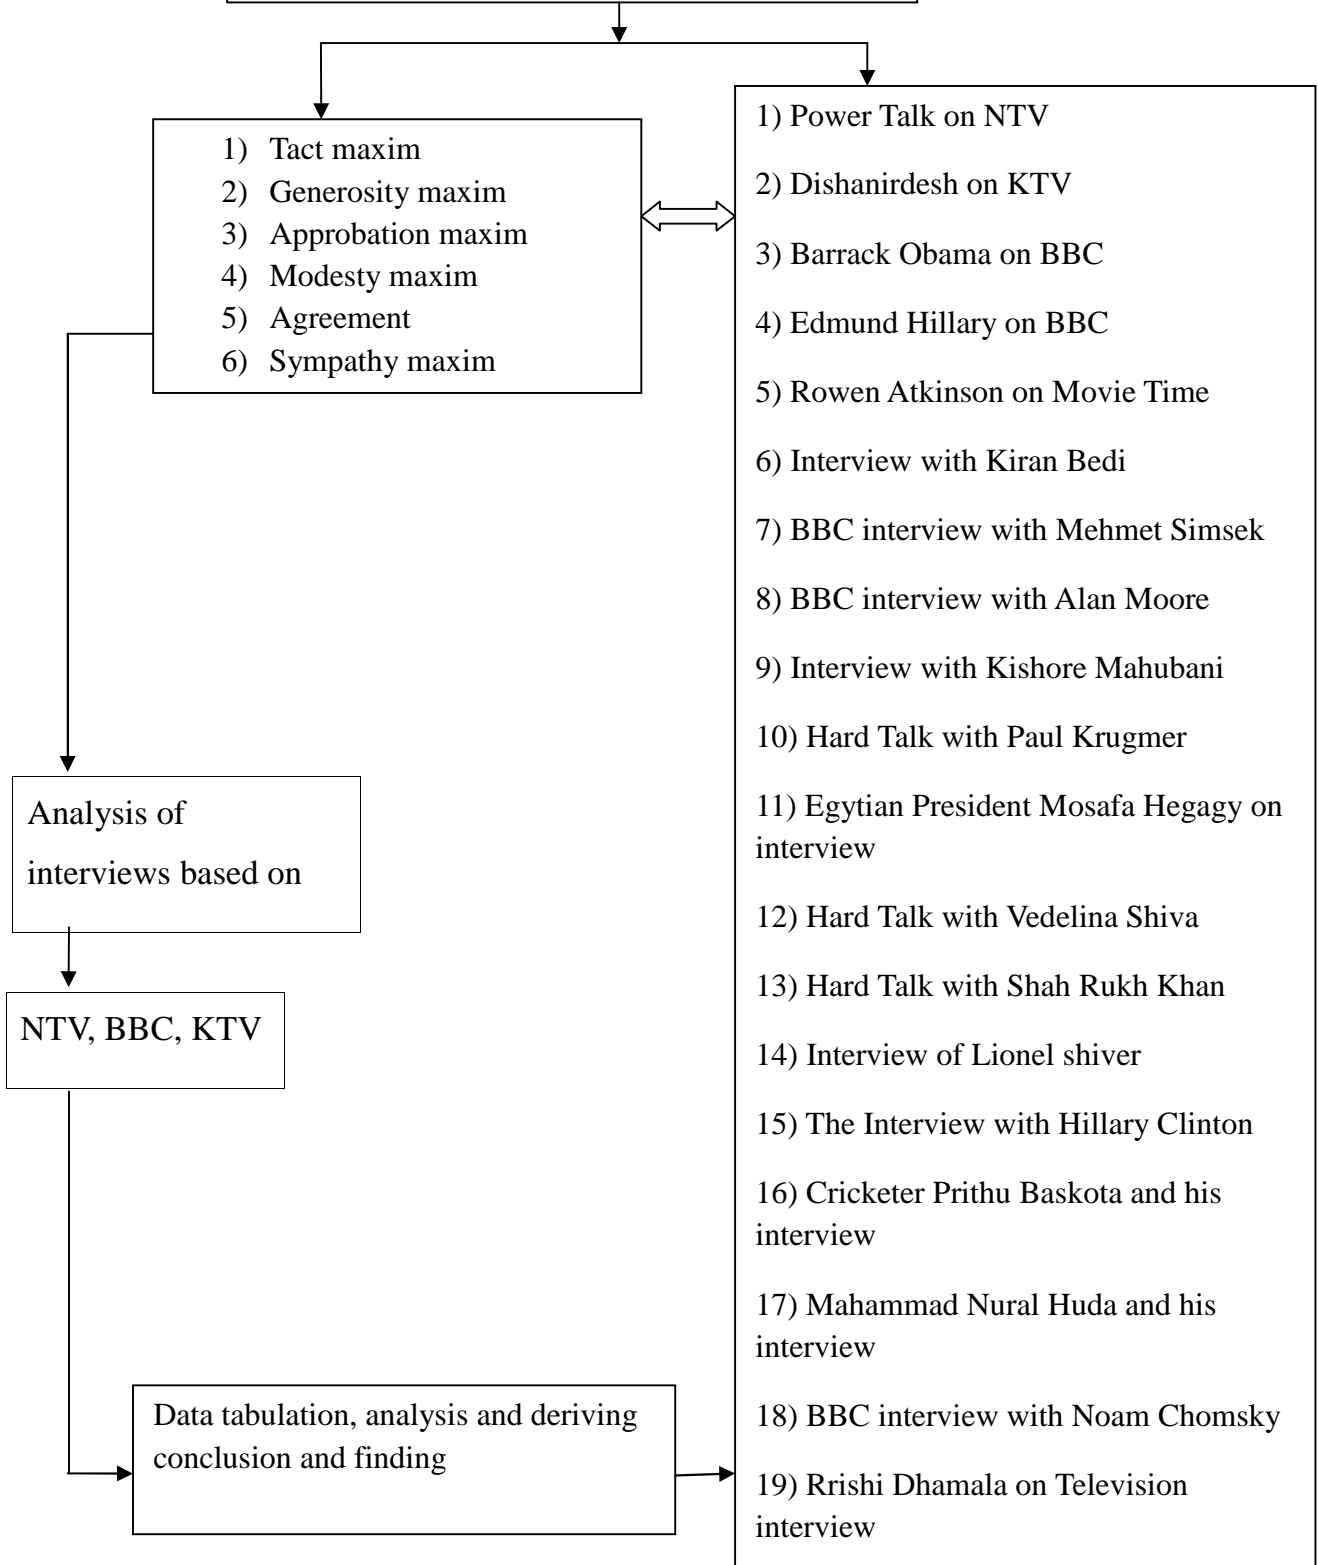 1) Tact maxim
2) Generosity maxim
3) Approbation maxim
4) Modesty maxim
5) Agreement
6) Sympathy maxim
1) Power Talk on NTV
2) Dishanirdesh on KTV
3) Barrack Obama on BBC
4) Edmund Hillary on BBC
5) Rowen Atkinson on Movie Time
6) Interview with Kiran Bedi
7) BBC interview with Mehmet Simsek
8) BBC interview with Alan Moore
9) Interview with Kishore Mahubani
10) Hard Talk with Paul Krugmer
11) Egytian President Mosafa Hegagy on
interview
12) Hard Talk with Vedelina Shiva
13) Hard Talk with Shah Rukh Khan
14) Interview of Lionel shiver
15) The Interview with Hillary Clinton
16) Cricketer Prithu Baskota and his
interview
17) Mahammad Nural Huda and his
interview
18) BBC interview with Noam Chomsky
19) Rrishi Dhamala on Television
interview
Analysis of
interviews based on
NTV, BBC, KTV
Data tabulation, analysis and deriving
conclusion and finding